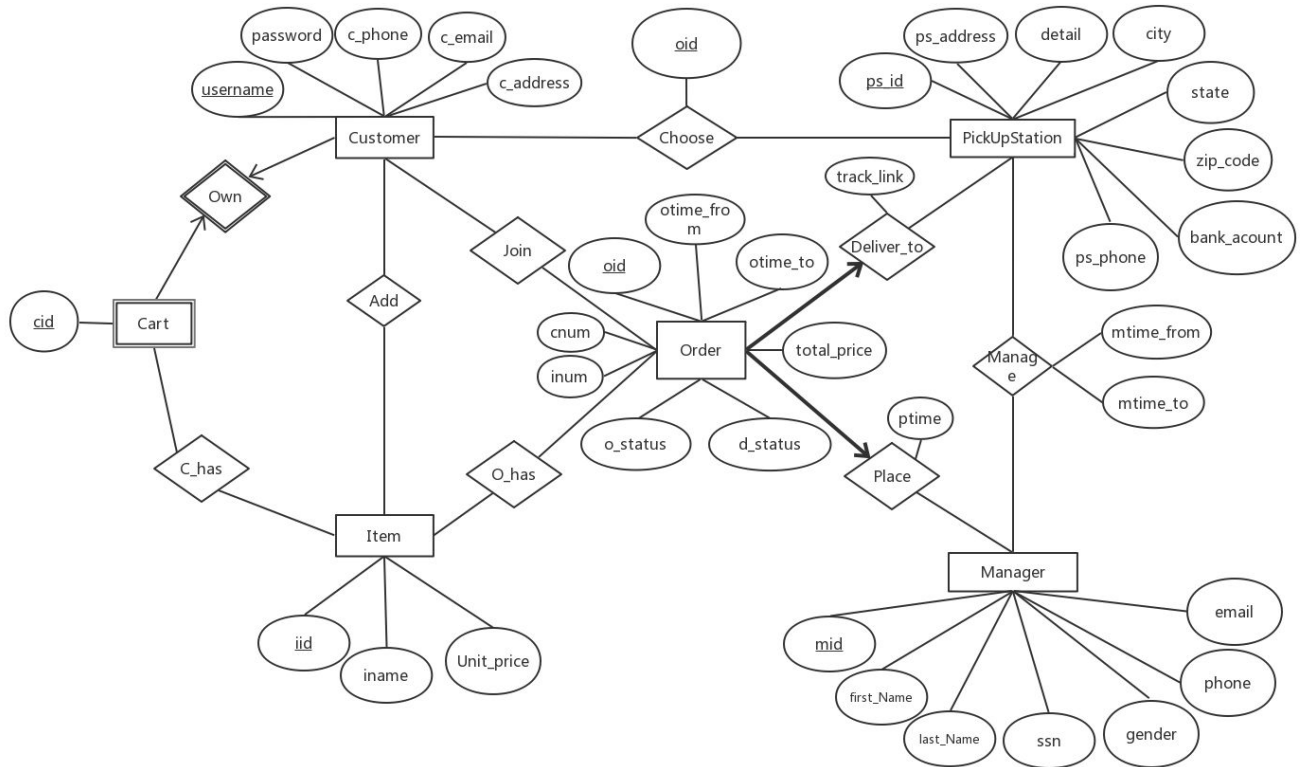 password
c_phone
c_email
c_address
username
oid
ps_address
detail
city
ps_id
state
Customer
Choose
PickUpStation
zip_code
track_link
Own
otime_fro
m
Join
Deliver_to
bank_acount
ps_phone
oid
otime_to
Add
cid
Cart
cnum
Order
total_price
mtime_from
Manag
e
inum
mtime_to
ptime
o_status
d_status
C_has
O_has
Place
Item
Manager
iid
iname
Unit_price
mid
email
first_Name
phone
last_Name
ssn
gender